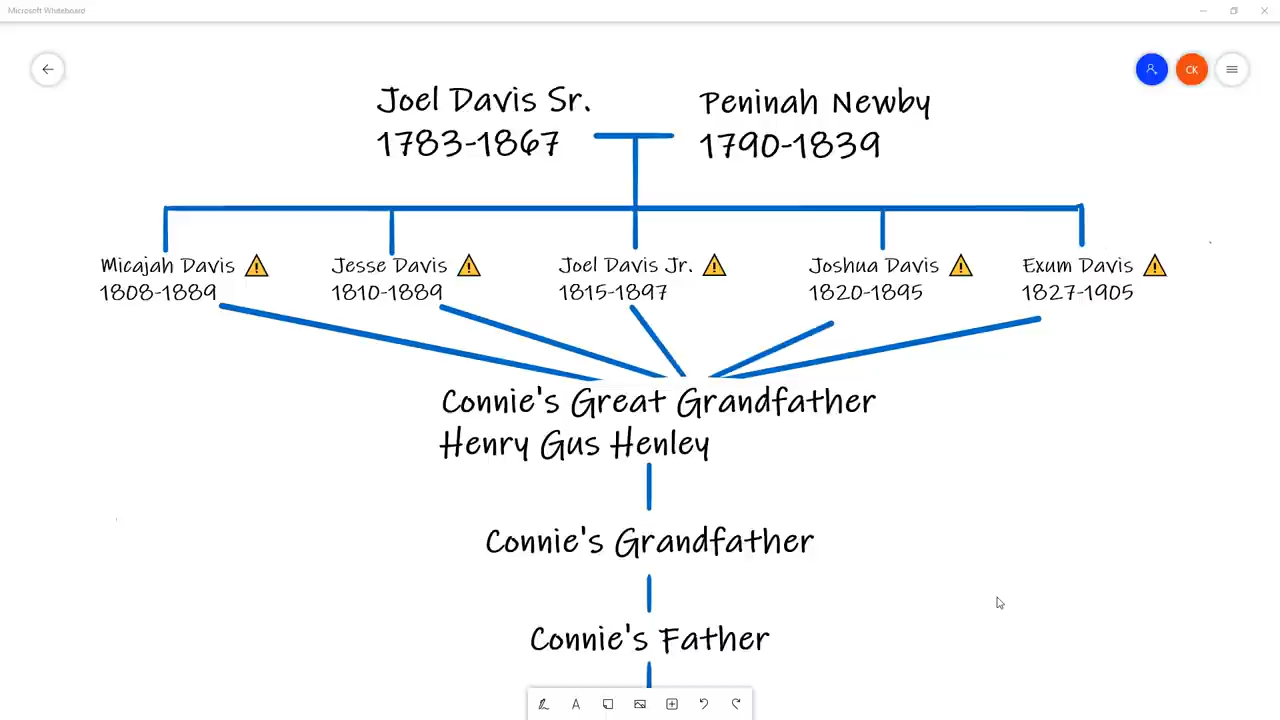 Microsoft Whiteboard
CK
Joel Davis Sr.
1783-1867
Peninah Newby
1790-1839
Micajah Davis
1808-1889
Jesse Davis
1810-1889
Joel Davis Jr.
1815-1897
Joshua Davis
1820-1895
Exum Davis
1827-1905
Connie's Great Grandfather
Henry Gus Henley
Connie's Grandfather
Connie's Father
A